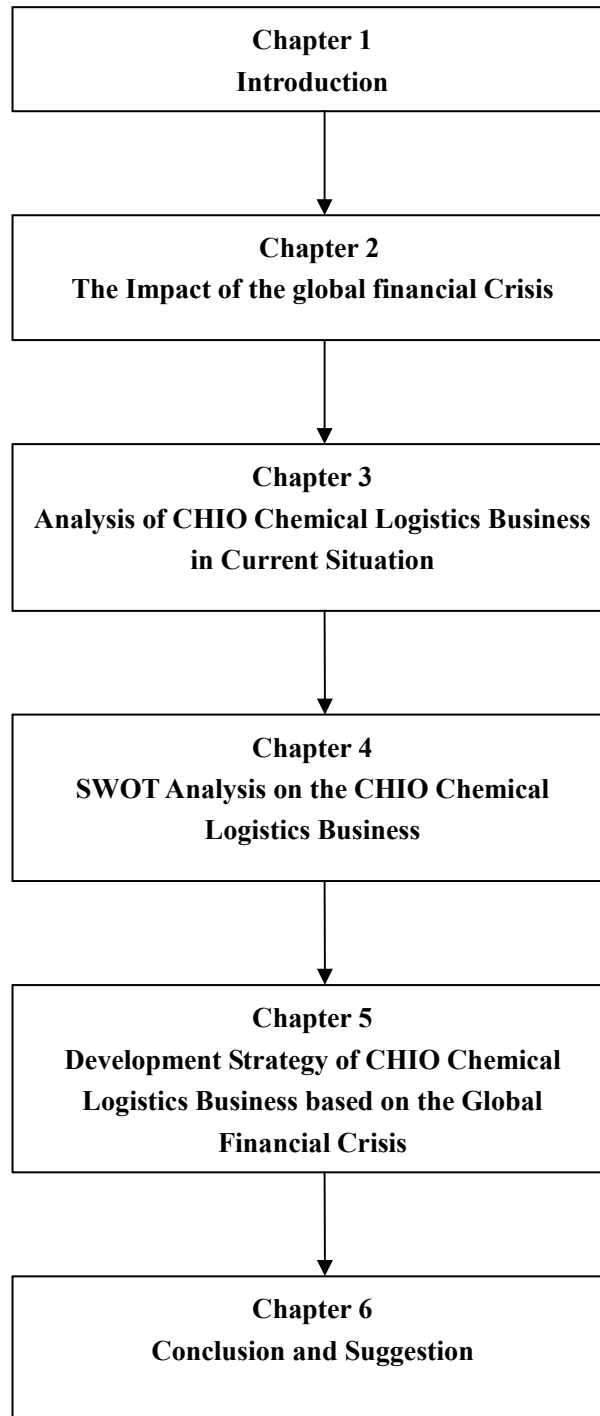 Chapter 1
Introduction
Chapter 2
The Impact of the global financial Crisis
Chapter 3
Analysis of CHIO Chemical Logistics Business
in Current Situation
Chapter 4
SWOT Analysis on the CHIO Chemical
Logistics Business
Chapter 5
Development Strategy of CHIO Chemical
Logistics Business based on the Global
Financial Crisis
Chapter 6
Conclusion and Suggestion